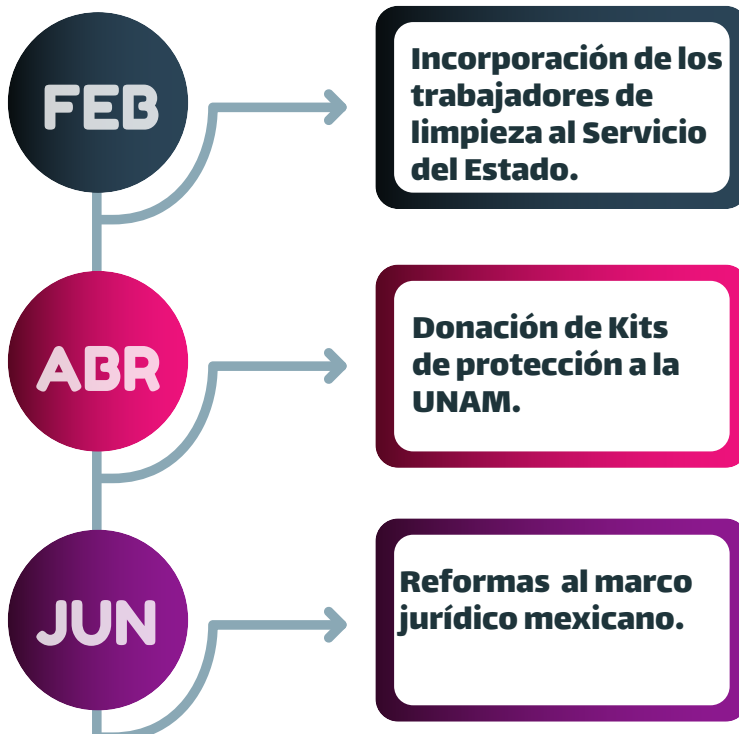 FEB
Incorporación de los
trabajadores de
limpieza al Servicio
del Estado.
ABR
Donación de Kits
de protección a la
UNAM.
JUN
Reformas al marco
jurídico mexicano.